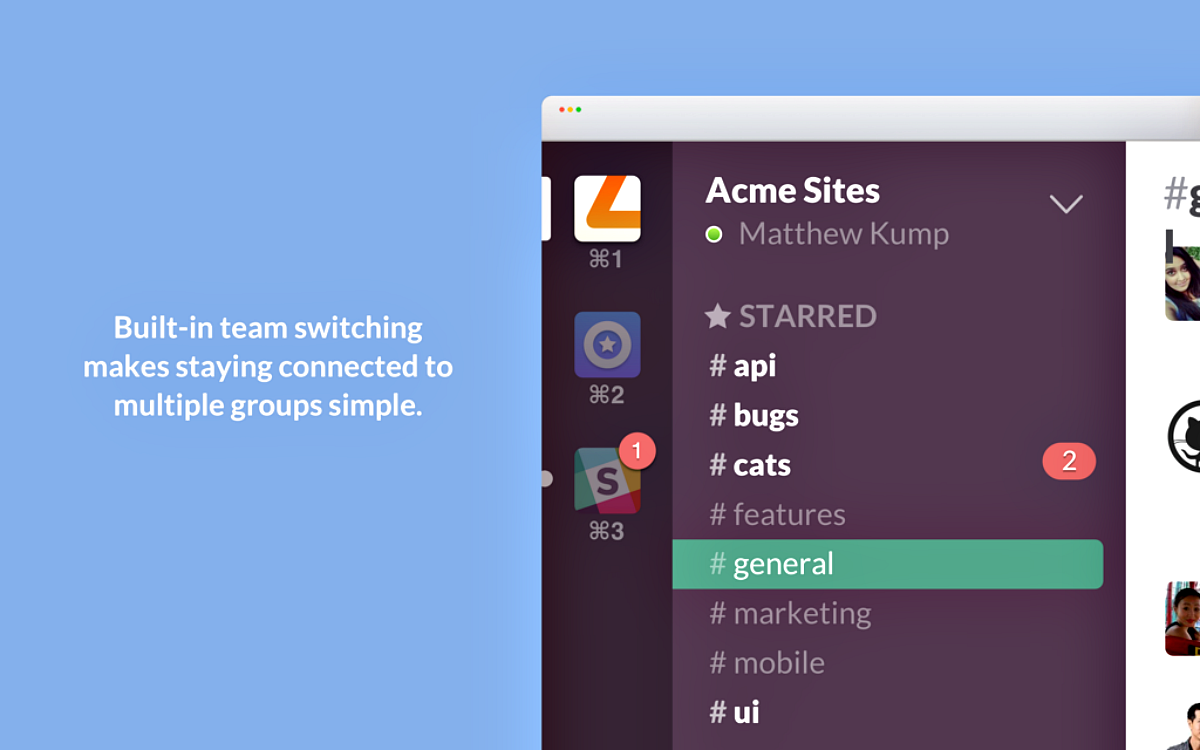 Built-in team switching
makes staying connected to
multiple groups simple.
⌘1
⌘2
1
S
⌘3
Acme Sites
Matthew Kump
STARRED
# api
# bugs
# cats 2
# features
# general
# marketing
# mobile
# ui
#g